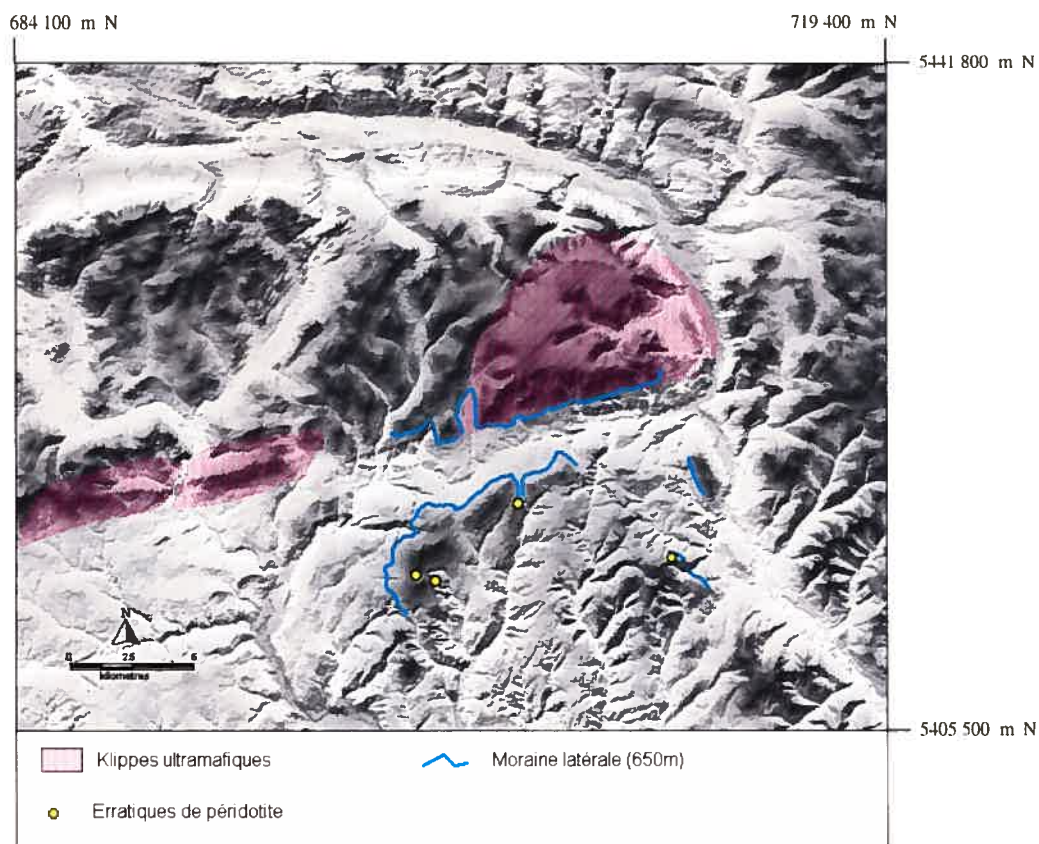 684 100 m N
719 400 m N
5441 800 m N
N
0 2.5 5
kilometres
5405 500 m N
Klippes ultramafiques
Moraine latérale (650m)
Erratiques de péridotite